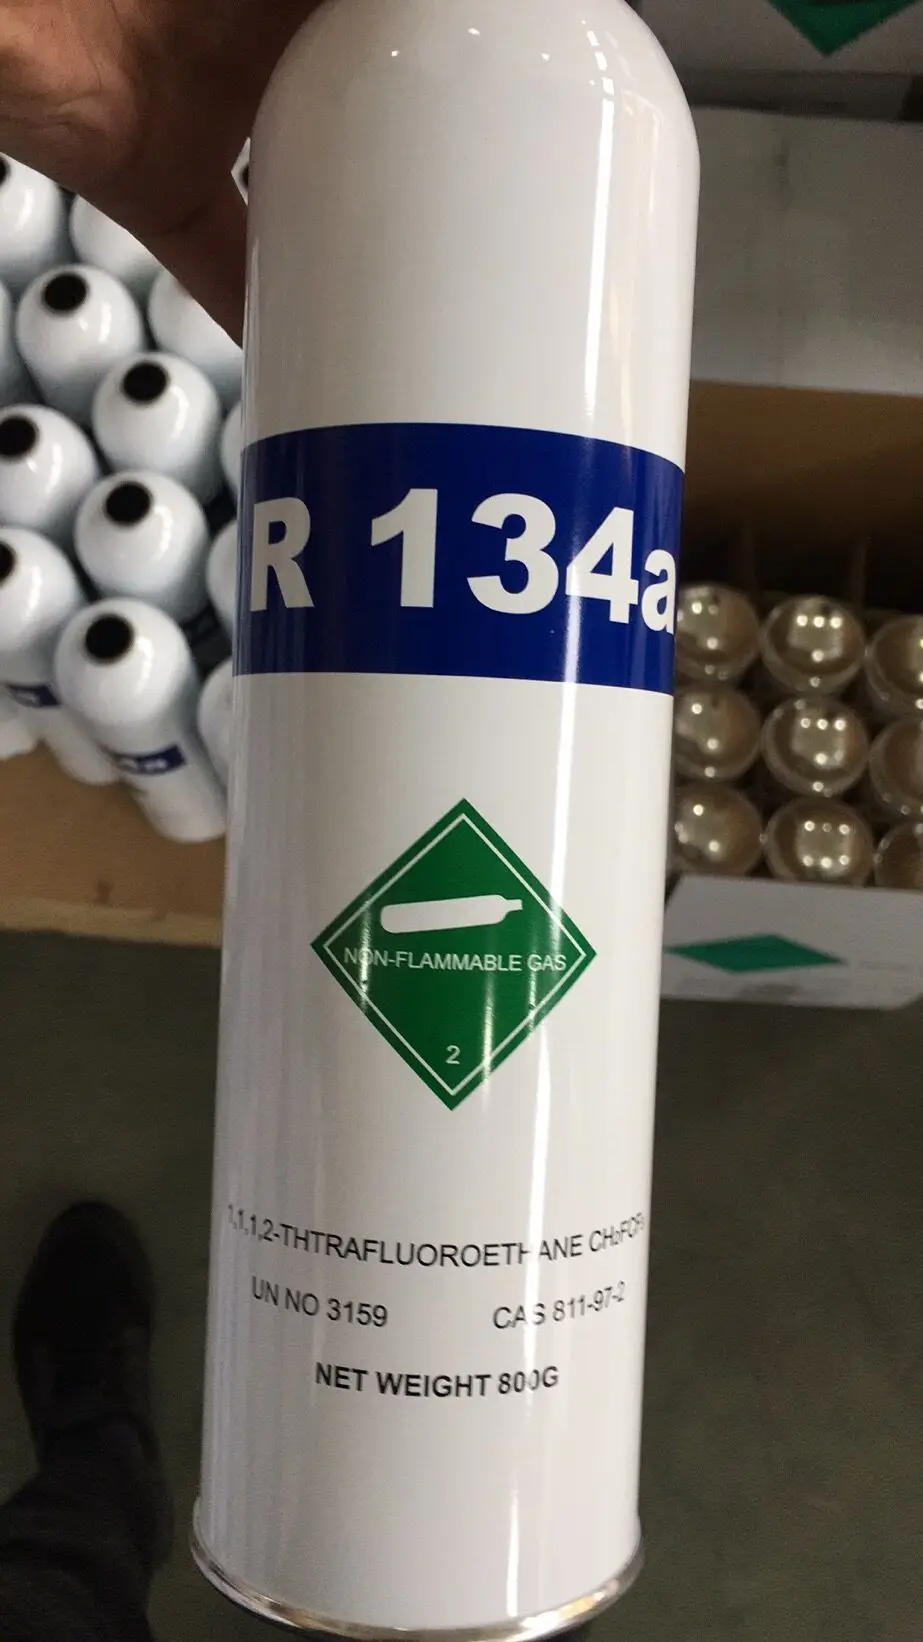 R 134a
NON-FLAMMABLE GAS
2
1,1,1,2-THTRAFLUOROETHANE CH₂FCF₃
UN NO 3159 CAS 811-97-2
NET WEIGHT 800G